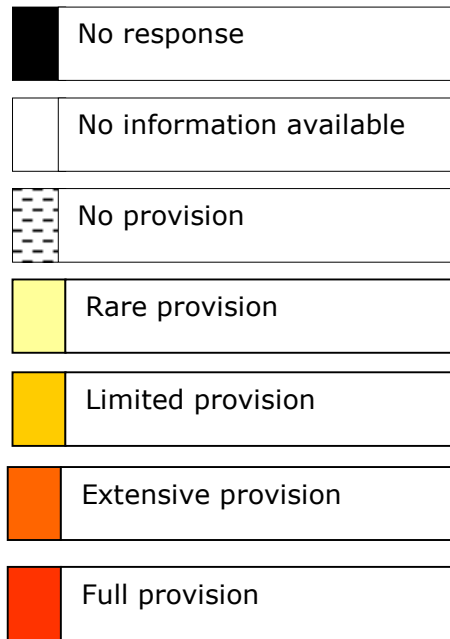 No response
No information available
No provision
Rare provision
Limited provision
Extensive provision
Full provision